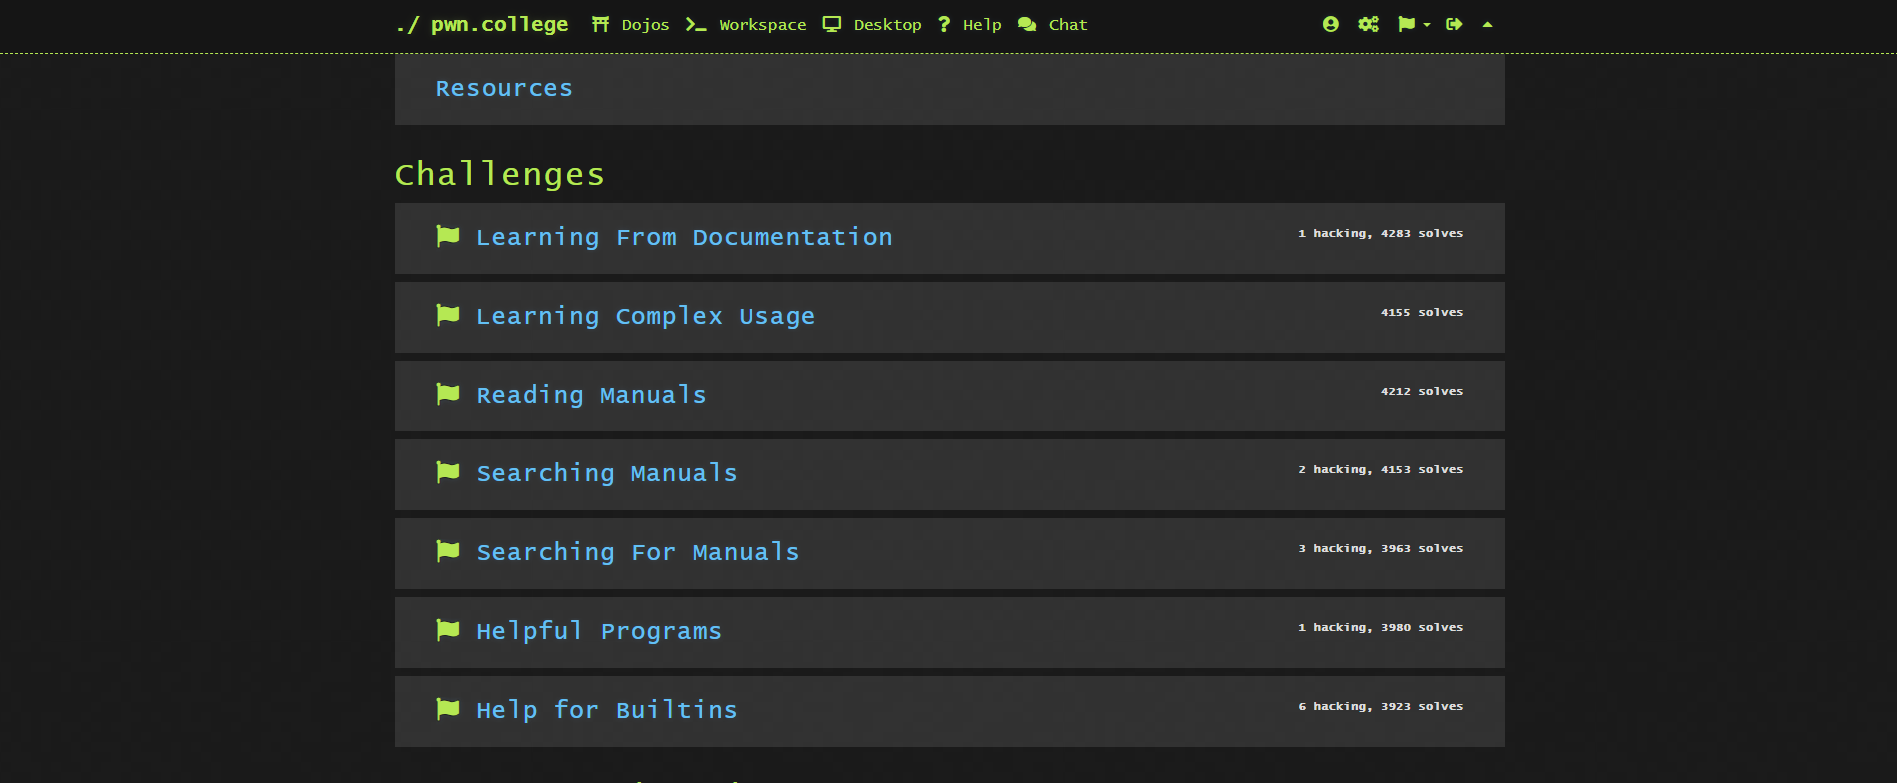 ./ pwn.college Dojos Workspace Desktop ? Help Chat
Resources
Challenges
Learning From Documentation 1 hacking, 4283 solves
Learning Complex Usage 4155 solves
Reading Manuals 4212 solves
Searching Manuals 2 hacking, 4153 solves
Searching For Manuals 3 hacking, 3963 solves
Helpful Programs 1 hacking, 3980 solves
Help for Builtins 6 hacking, 3923 solves